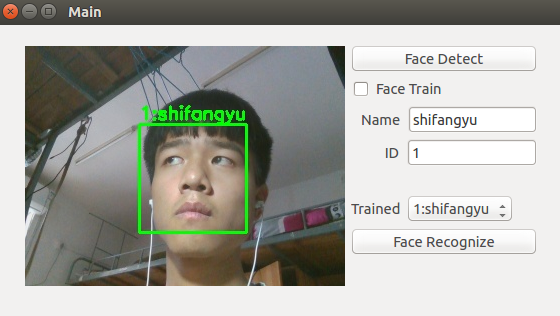 Main
1:shifangyu
Face Detect
Face Train
Name shifangyu
ID 1
Trained 1:shifangyu
Face Recognize